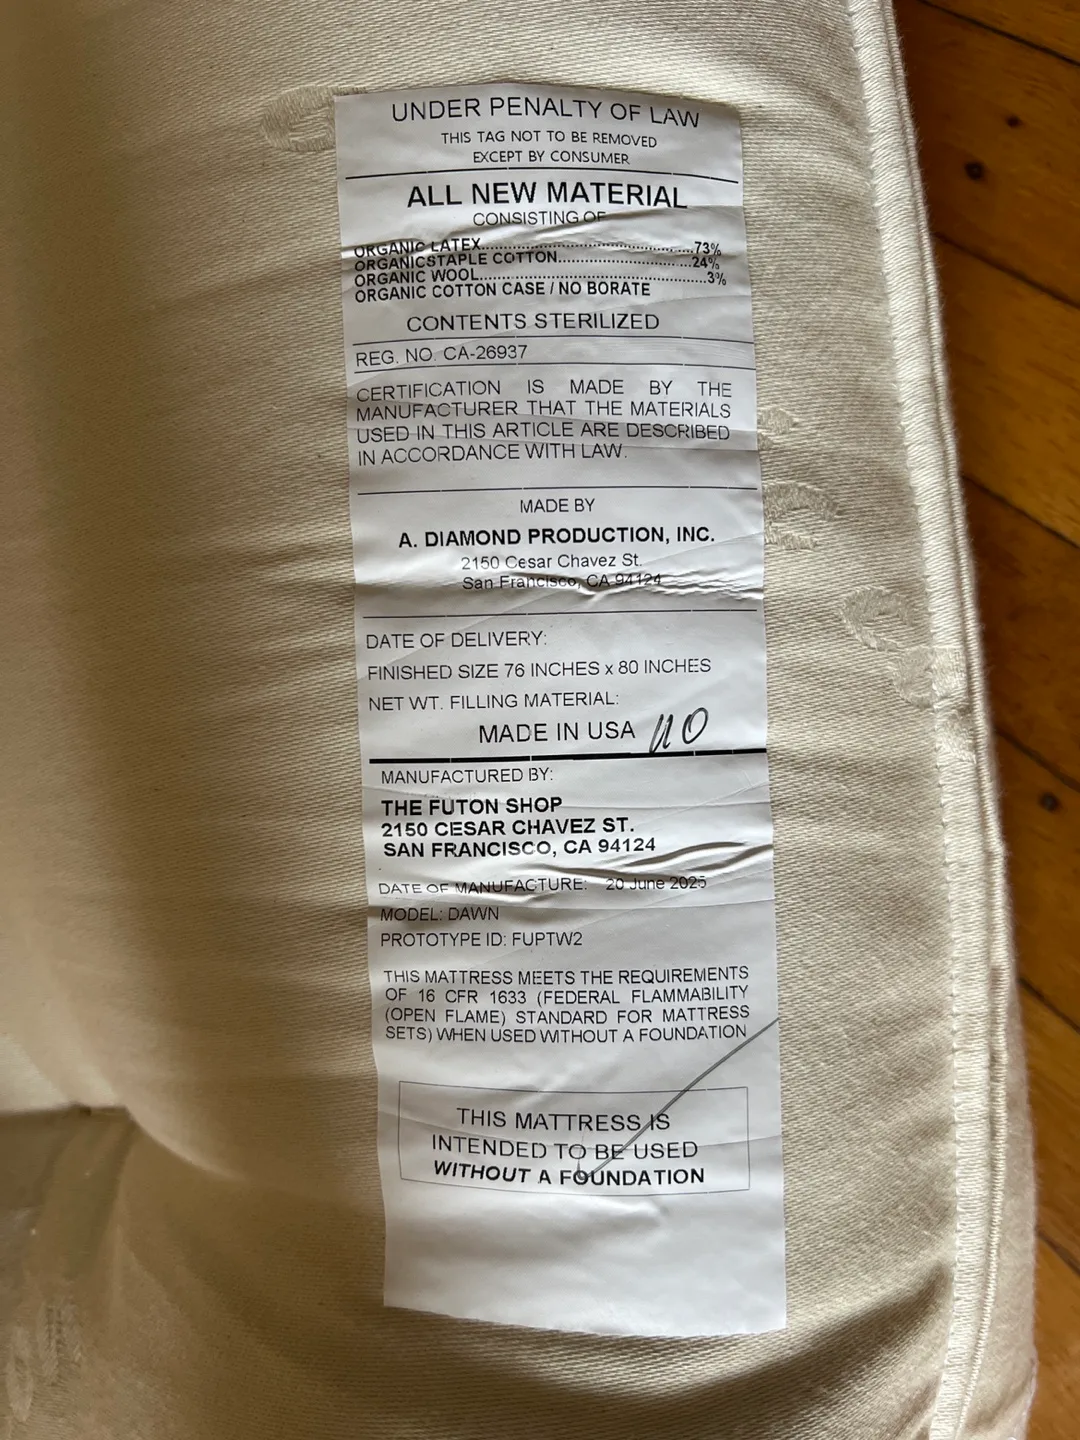 UNDER PENALTY OF LAW
THIS TAG NOT TO BE REMOVED
EXCEPT BY CONSUMER
ALL NEW MATERIAL
CONSISTING OF
ORGANIC LATEX..............................73%
ORGANICSTAPLE COTTON......................24%
ORGANIC WOOL................................3%
ORGANIC COTTON CASE / NO BORATE
CONTENTS STERILIZED
REG. NO. CA-26937
CERTIFICATION IS MADE BY THE
MANUFACTURER THAT THE MATERIALS
USED IN THIS ARTICLE ARE DESCRIBED
IN ACCORDANCE WITH LAW.
MADE BY
A. DIAMOND PRODUCTION, INC.
2150 Cesar Chavez St.
San Francisco, CA 94124
DATE OF DELIVERY:
FINISHED SIZE 76 INCHES x 80 INCHES
NET WT. FILLING MATERIAL:
MADE IN USA 110
MANUFACTURED BY:
THE FUTON SHOP
2150 CESAR CHAVEZ ST.
SAN FRANCISCO, CA 94124
DATE OF MANUFACTURE: 20 June 2025
MODEL: DAWN
PROTOTYPE ID: FUPTW2
THIS MATTRESS MEETS THE REQUIREMENTS
OF 16 CFR 1633 (FEDERAL FLAMMABILITY
(OPEN FLAME) STANDARD FOR MATTRESS
SETS) WHEN USED WITHOUT A FOUNDATION
THIS MATTRESS IS
INTENDED TO BE USED
WITHOUT A FOUNDATION